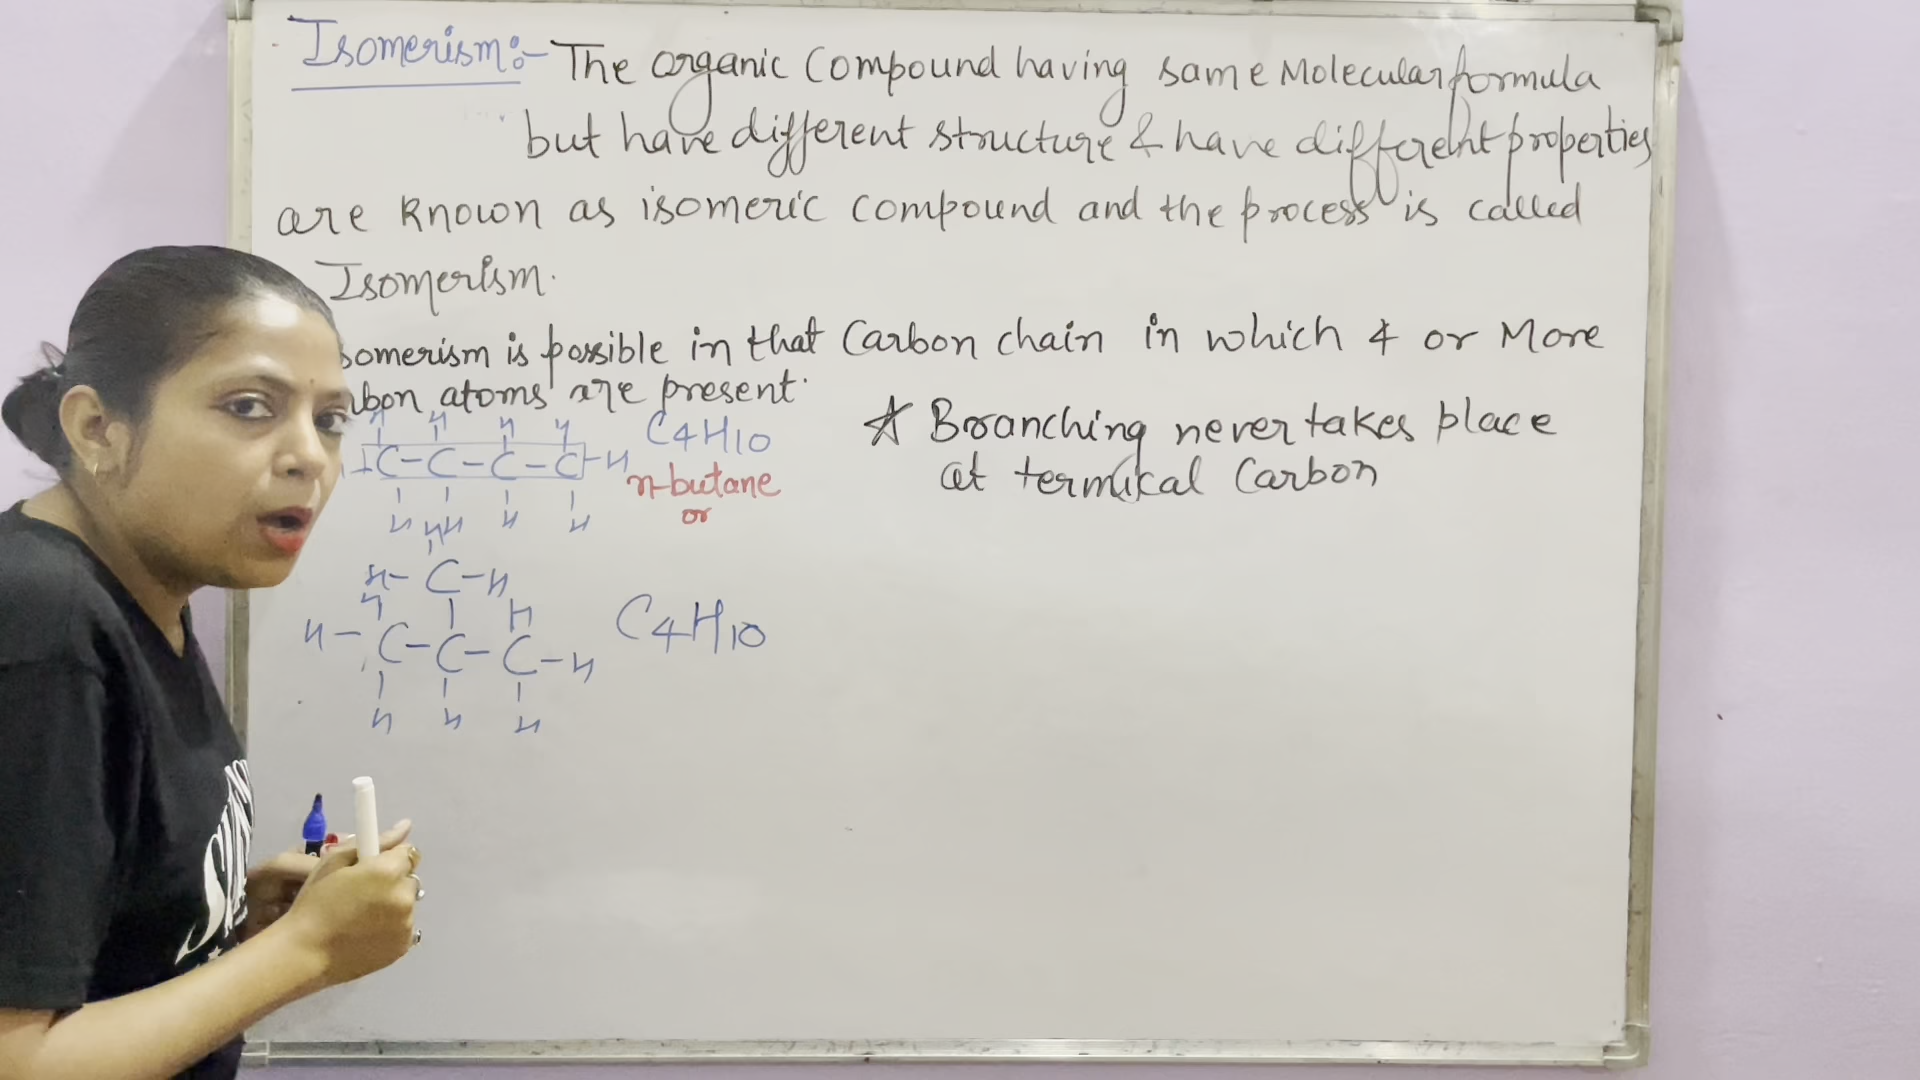 Isomerism:- The organic compound having same Molecular formula
but have different structure & have different properties
are known as isomeric compound and the process is called
Isomerism.
somerism is possible in that Carbon chain in which 4 or More
rbon atoms are present.
H H H H
C-C-C-C-H C4H10
n-butane
H H H H
or
H
H-C-H
H H
H-C-C-C-H C4H10
H H H
☆ Branching never takes place
at terminal Carbon